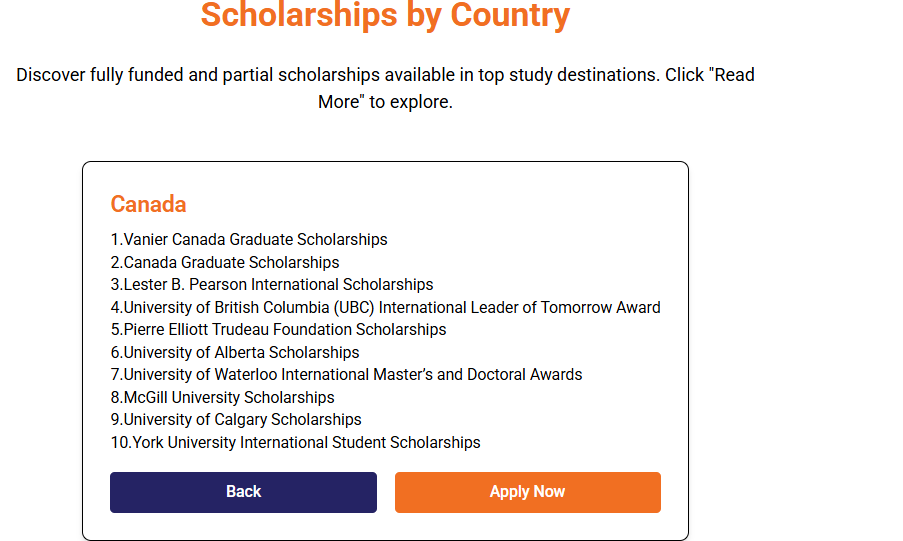 Scholarships by Country
Discover fully funded and partial scholarships available in top study destinations. Click "Read
More" to explore.
Canada
1.Vanier Canada Graduate Scholarships
2.Canada Graduate Scholarships
3.Lester B. Pearson International Scholarships
4.University of British Columbia (UBC) International Leader of Tomorrow Award
5.Pierre Elliott Trudeau Foundation Scholarships
6.University of Alberta Scholarships
7.University of Waterloo International Master’s and Doctoral Awards
8.McGill University Scholarships
9.University of Calgary Scholarships
10.York University International Student Scholarships
Back
Apply Now